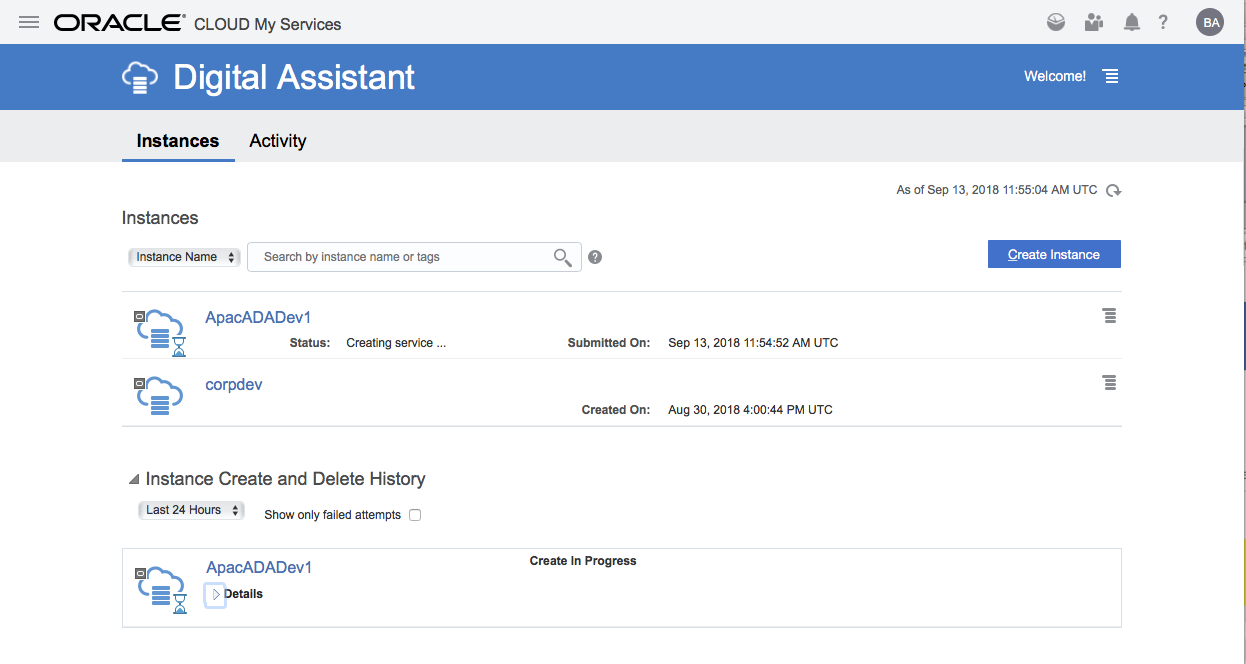 ORACLE® CLOUD My Services
? BA
Digital Assistant
Welcome!
Instances Activity
As of Sep 13, 2018 11:55:04 AM UTC
Instances
Instance Name Search by instance name or tags ? Create Instance
ApacADADev1
Status: Creating service ... Submitted On: Sep 13, 2018 11:54:52 AM UTC
corpdev
Created On: Aug 30, 2018 4:00:44 PM UTC
Instance Create and Delete History
Last 24 Hours Show only failed attempts
Create In Progress
ApacADADev1
Details